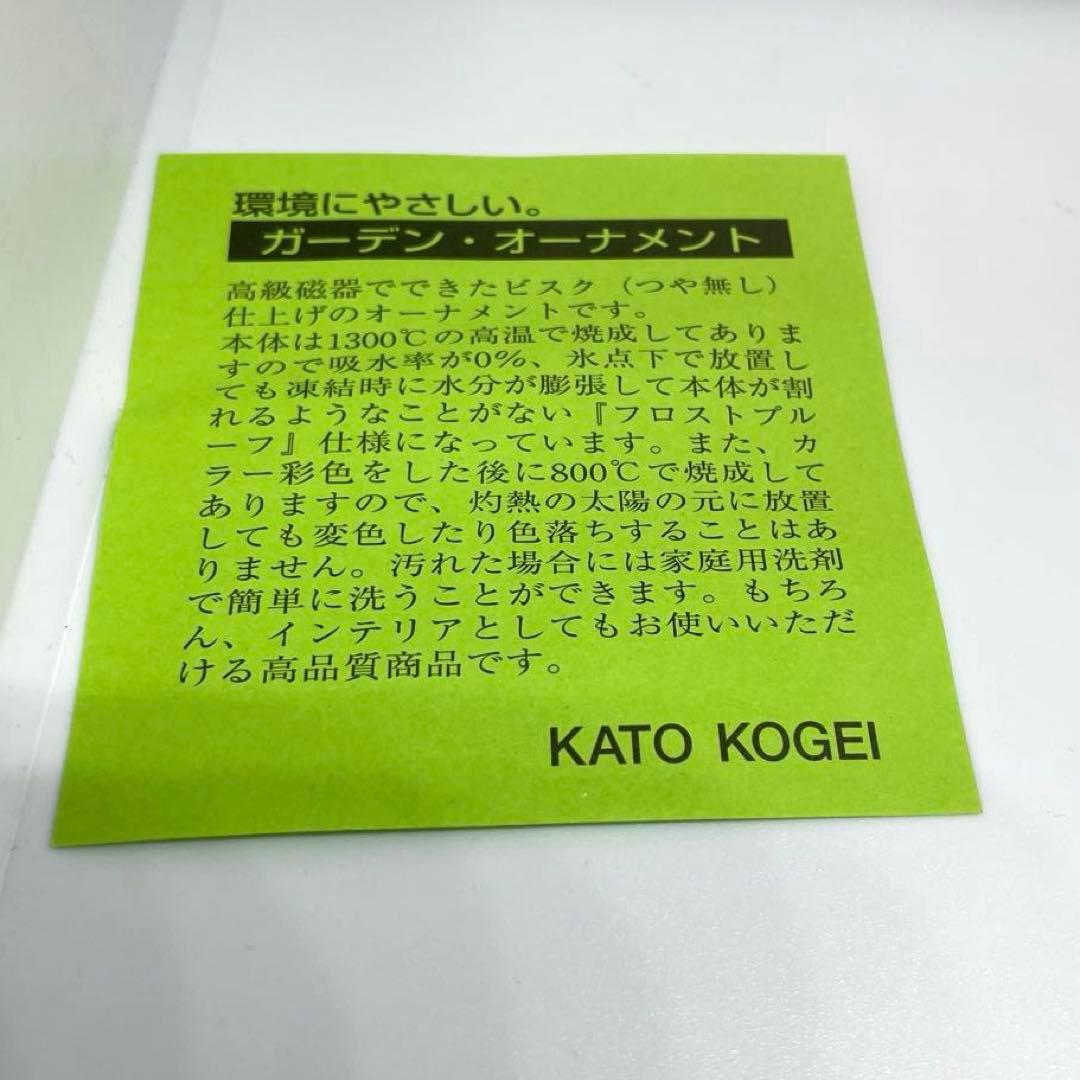 環境にやさしい。
ガーデン・オーナメント
高級磁器でできたビスク（つや無し）
仕上げのオーナメントです。
本体は1300℃の高温で焼成してありま
すので吸水率が0%、氷点下で放置し
ても凍結時に水分が膨張して本体が割
れるようなことがない『フロストプル
ーフ』仕様になっています。また、カ
ラー彩色をした後に800℃で焼成して
ありますので、灼熱の太陽の元に放置
しても変色したり色落ちすることはあ
りません。汚れた場合には家庭用洗剤
で簡単に洗うことができます。もちろ
ん、インテリアとしてもお使いいただ
ける高品質商品です。
KATO KOGEI